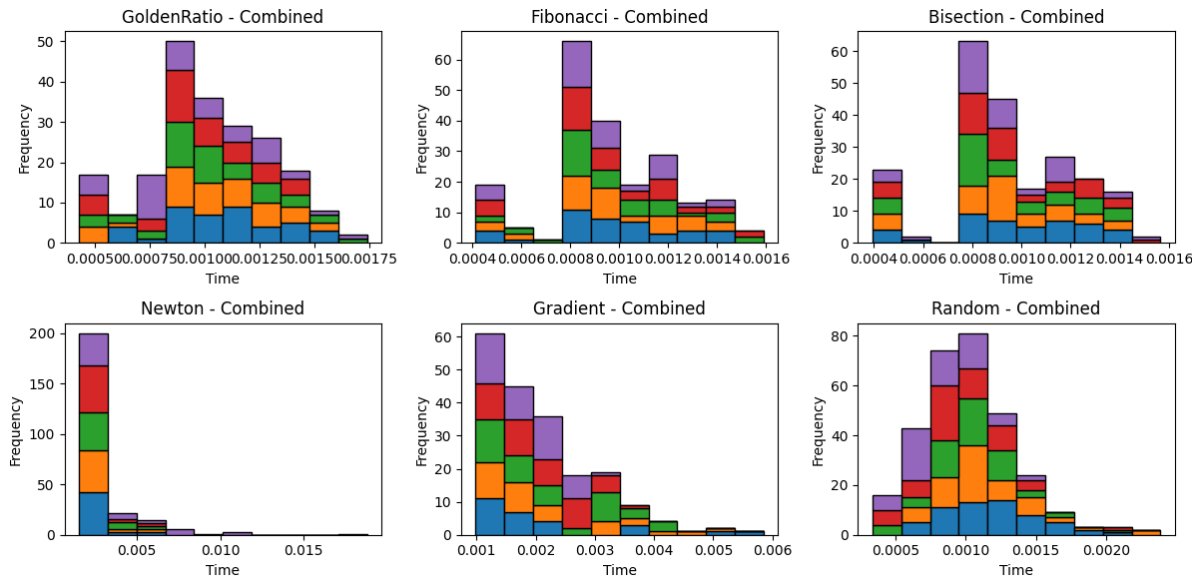 GoldenRatio - Combined
Frequency
50
40
30
20
10
0
0.00050 0.00075 0.00100 0.00125 0.00150 0.00175
Time
Fibonacci - Combined
Frequency
60
50
40
30
20
10
0
0.0004 0.0006 0.0008 0.0010 0.0012 0.0014 0.0016
Time
Bisection - Combined
Frequency
60
50
40
30
20
10
0
0.0004 0.0006 0.0008 0.0010 0.0012 0.0014 0.0016
Time
Newton - Combined
Frequency
200
150
100
50
0
0.005 0.010 0.015
Time
Gradient - Combined
Frequency
60
50
40
30
20
10
0
0.001 0.002 0.003 0.004 0.005 0.006
Time
Random - Combined
Frequency
80
60
40
20
0
0.0005 0.0010 0.0015 0.0020
Time